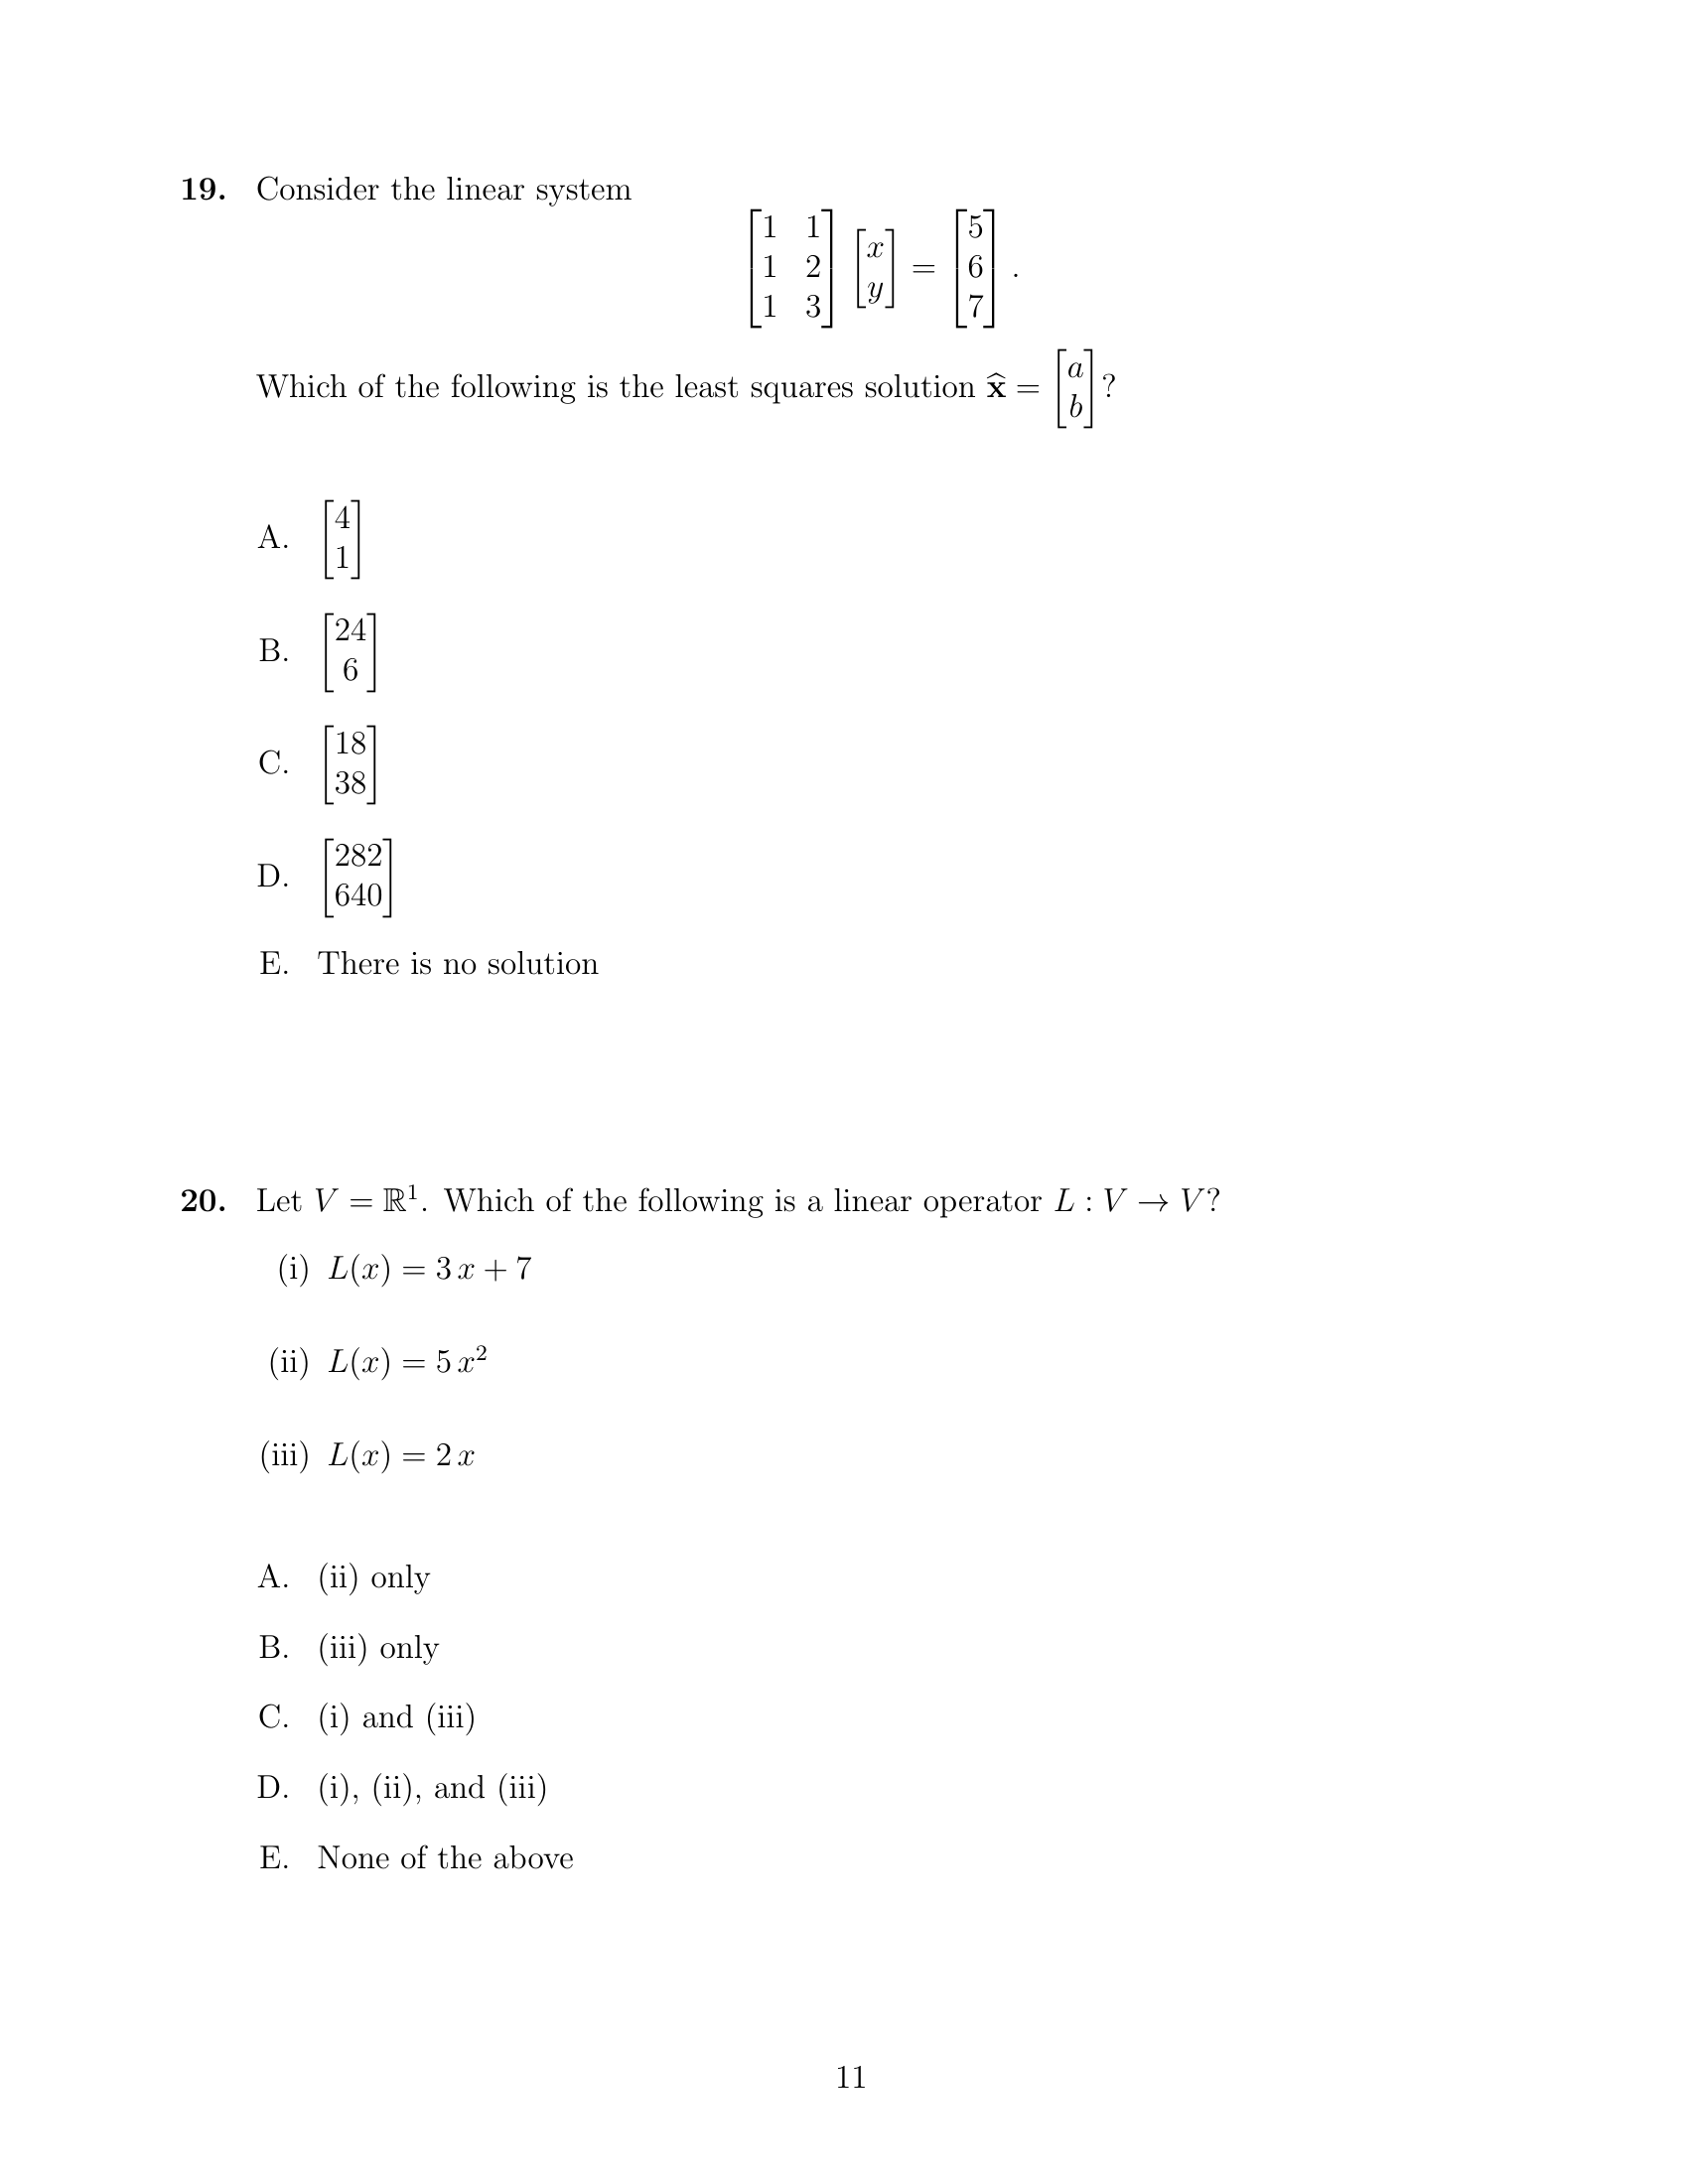 19. Consider the linear system
$$\begin{bmatrix} 1 & 1 \\ 1 & 2 \\ 1 & 3 \end{bmatrix} \begin{bmatrix} x \\ y \end{bmatrix} = \begin{bmatrix} 5 \\ 6 \\ 7 \end{bmatrix}.$$
Which of the following is the least squares solution $\widehat{\mathbf{x}} = \begin{bmatrix} a \\ b \end{bmatrix}$?
A. $\begin{bmatrix} 4 \\ 1 \end{bmatrix}$
B. $\begin{bmatrix} 24 \\ 6 \end{bmatrix}$
C. $\begin{bmatrix} 18 \\ 38 \end{bmatrix}$
D. $\begin{bmatrix} 282 \\ 640 \end{bmatrix}$
E. There is no solution
20. Let $V = \mathbb{R}^1$. Which of the following is a linear operator $L : V \to V$?
(i) $L(x) = 3\,x + 7$
(ii) $L(x) = 5\,x^2$
(iii) $L(x) = 2\,x$
A. (ii) only
B. (iii) only
C. (i) and (iii)
D. (i), (ii), and (iii)
E. None of the above
11